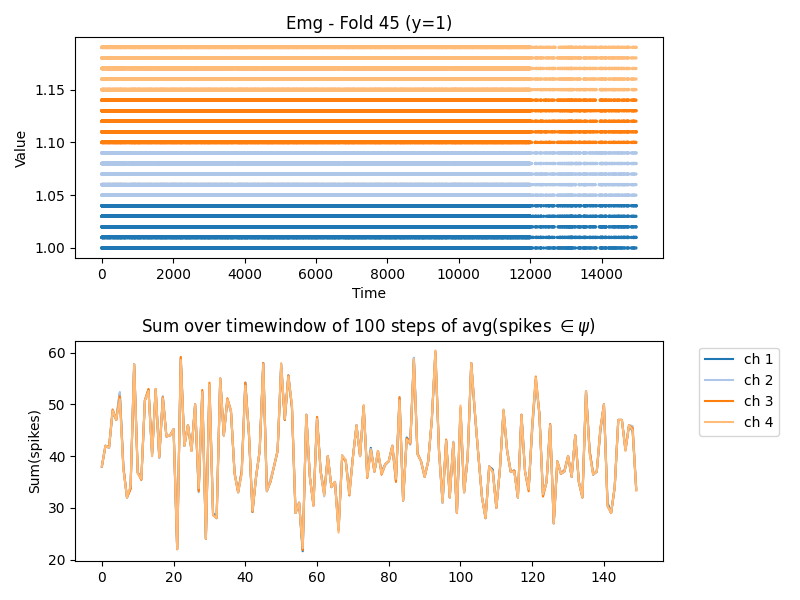 Emg - Fold 45 (y=1)
Value
1.15
1.10
1.05
1.00
0 2000 4000 6000 8000 10000 12000 14000
Time
Sum over timewindow of 100 steps of avg(spikes ∈ψ)
Sum(spikes)
60
50
40
30
20
0 20 40 60 80 100 120 140
ch 1
ch 2
ch 3
ch 4